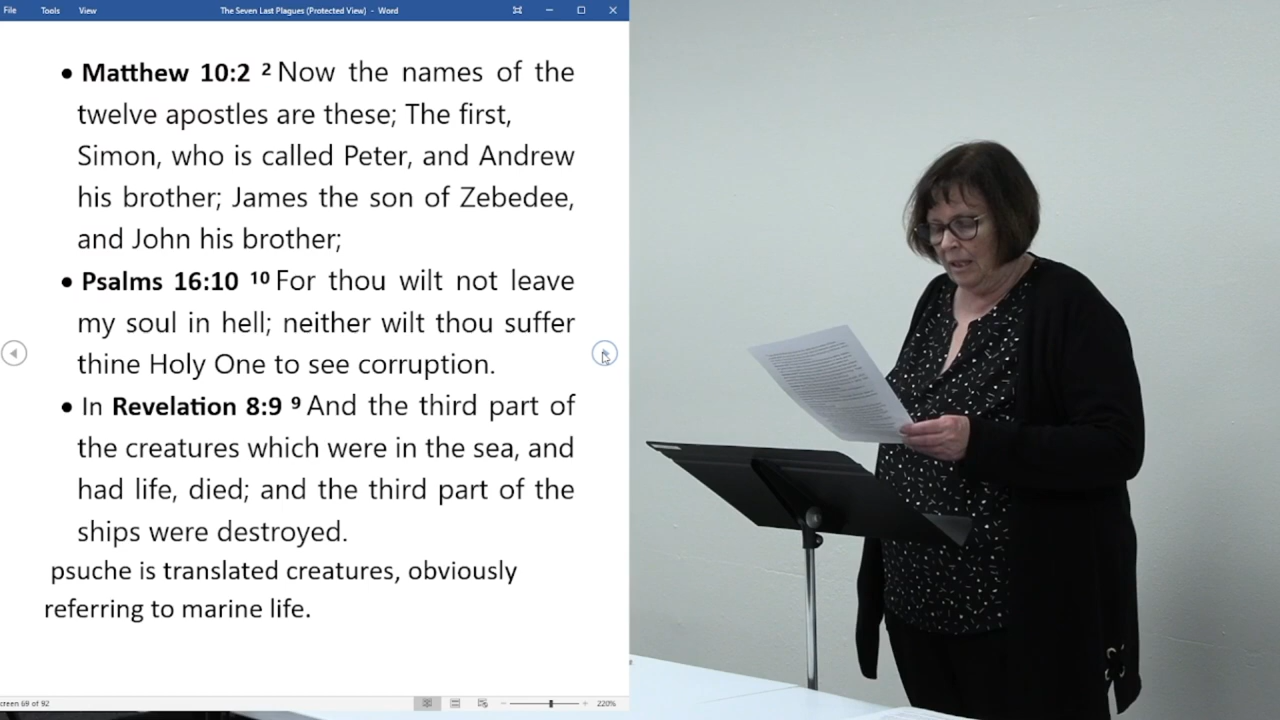 File Tools View The Seven Last Plagues (Protected View) - Word
• Matthew 10:2 ² Now the names of the
twelve apostles are these; The first,
Simon, who is called Peter, and Andrew
his brother; James the son of Zebedee,
and John his brother;
• Psalms 16:10 ¹⁰ For thou wilt not leave
my soul in hell; neither wilt thou suffer
thine Holy One to see corruption.
• In Revelation 8:9 ⁹ And the third part of
the creatures which were in the sea, and
had life, died; and the third part of the
ships were destroyed.
psuche is translated creatures, obviously
referring to marine life.
creen 69 of 92 220%